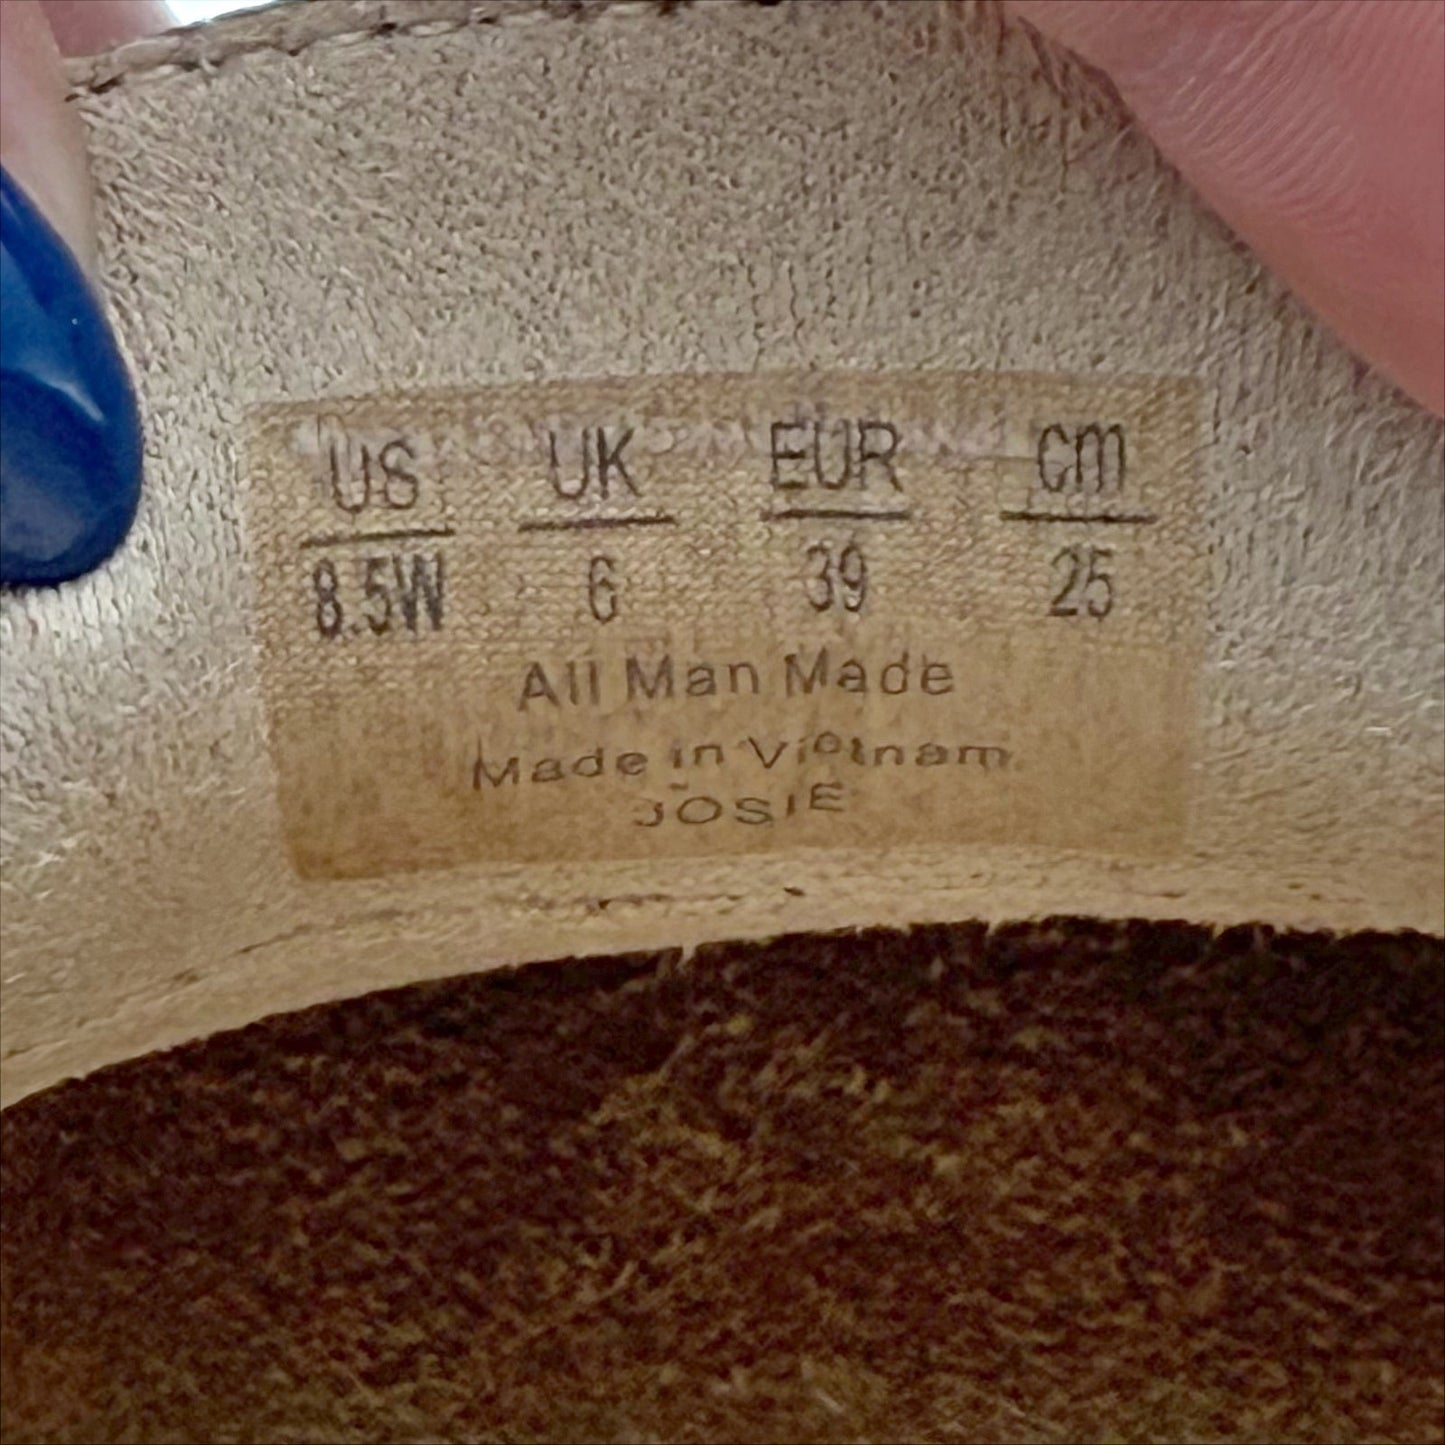 US UK EUR cm
8.5W 6 39 25
All Man Made
Made in Vietnam
JOSIE